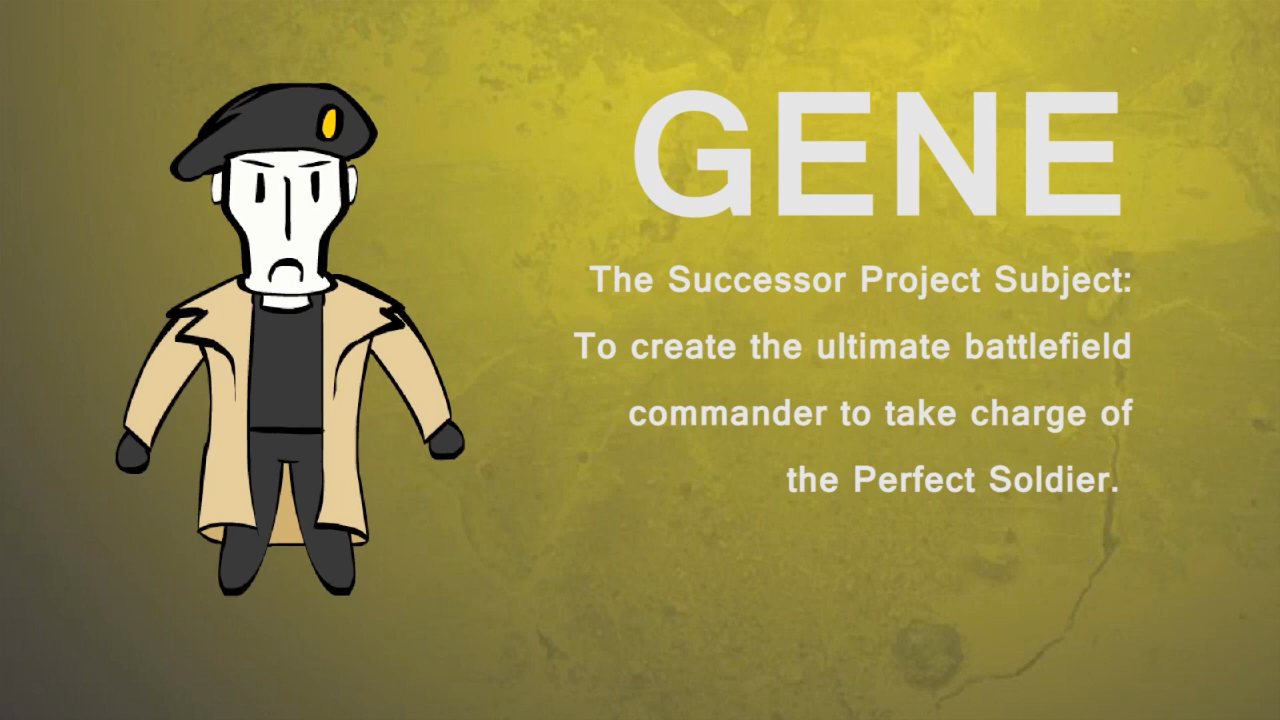 GENE
The Successor Project Subject:
To create the ultimate battlefield
commander to take charge of
the Perfect Soldier.